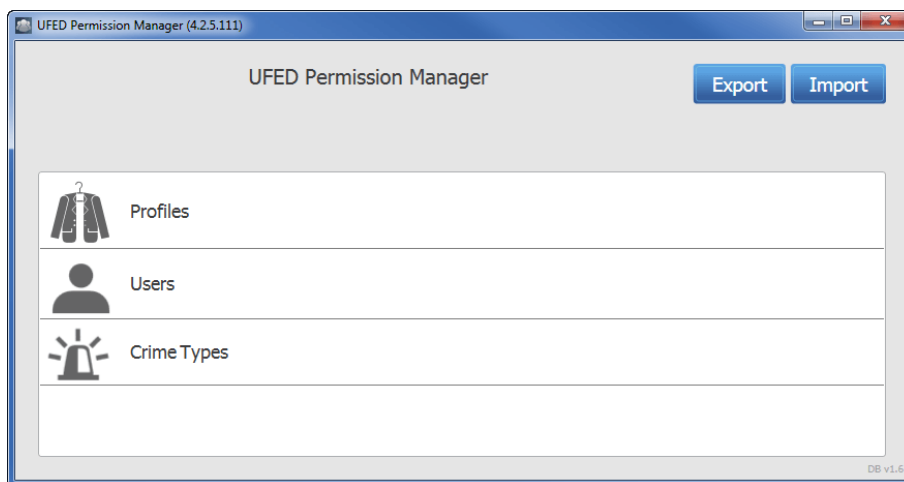 UFED Permission Manager (4.2.5.111)
UFED Permission Manager
Export
Import
Profiles
Users
Crime Types
DB v1.6